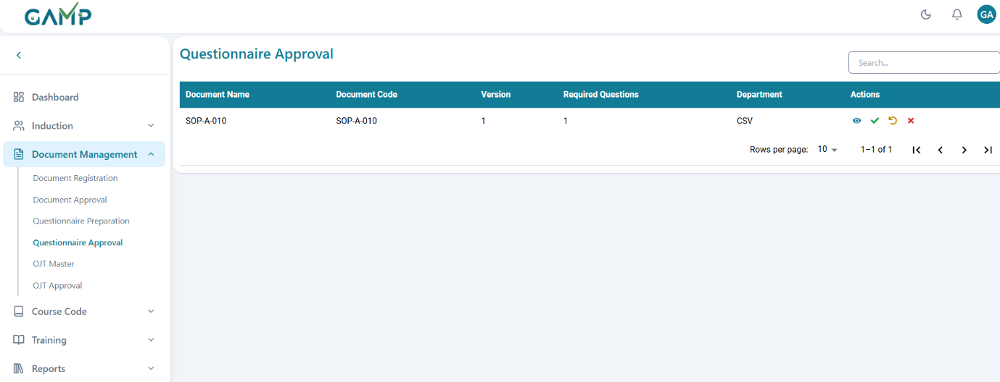 GAMP
GA
Questionnaire Approval
Search...
Dashboard
Induction
Document Management
Document Registration
Document Approval
Questionnaire Preparation
Questionnaire Approval
OJT Master
OJT Approval
Course Code
Training
Reports
Document Name Document Code Version Required Questions Department Actions
SOP-A-010 SOP-A-010 1 1 CSV
Rows per page: 10 1–1 of 1